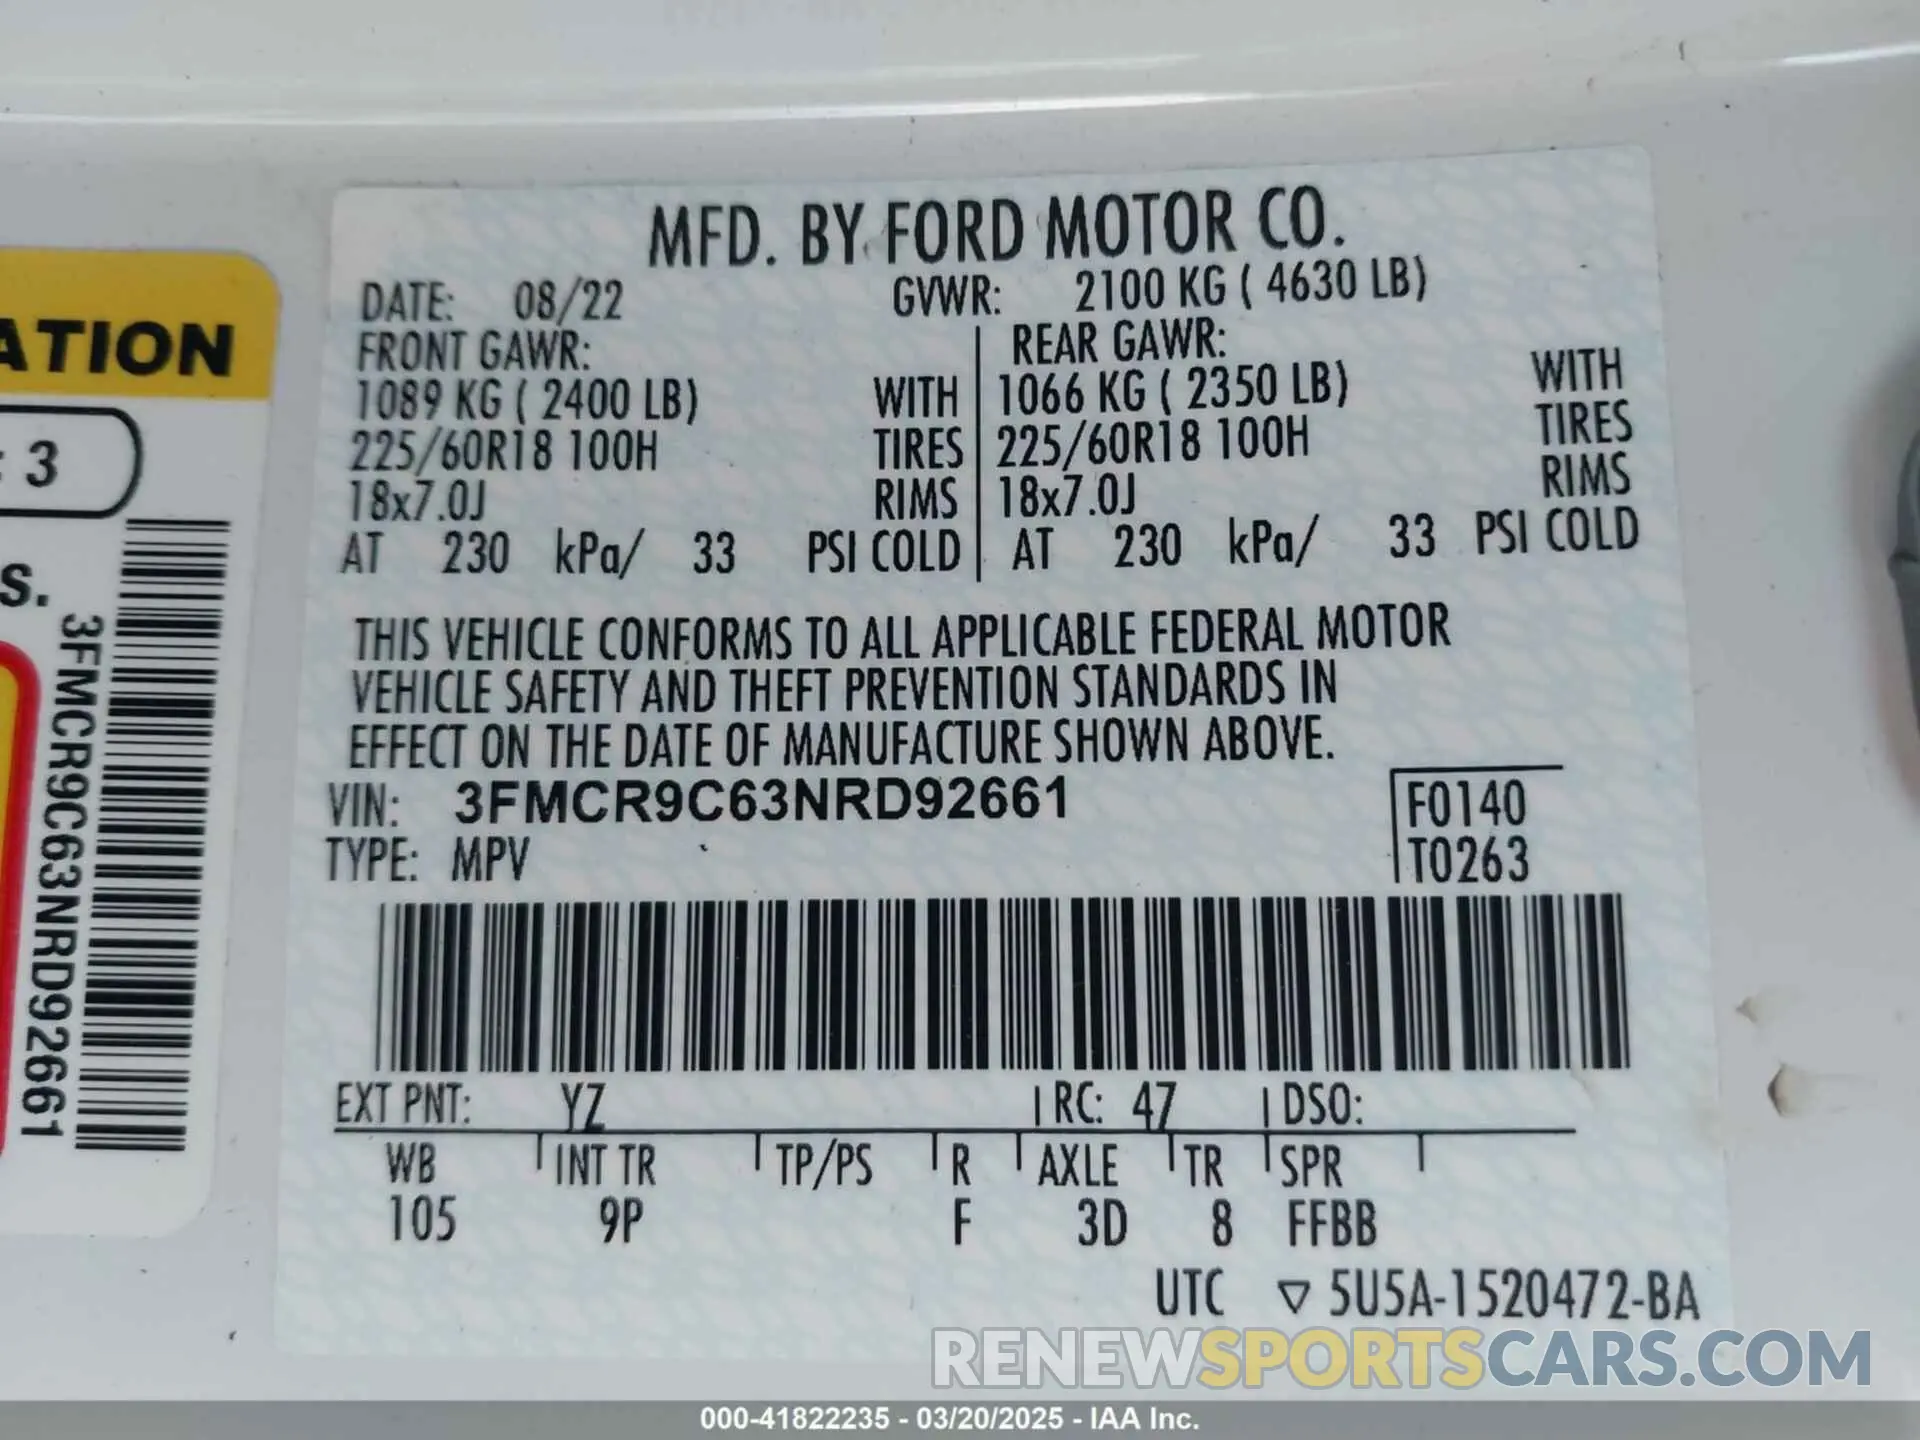 MFD. BY FORD MOTOR CO.
DATE: 08/22 GVWR: 2100 KG ( 4630 LB)
FRONT GAWR: REAR GAWR:
1089 KG ( 2400 LB) WITH 1066 KG ( 2350 LB) WITH
225/60R18 100H TIRES 225/60R18 100H TIRES
18x7.0J RIMS 18x7.0J RIMS
AT 230 kPa/ 33 PSI COLD AT 230 kPa/ 33 PSI COLD
THIS VEHICLE CONFORMS TO ALL APPLICABLE FEDERAL MOTOR
VEHICLE SAFETY AND THEFT PREVENTION STANDARDS IN
EFFECT ON THE DATE OF MANUFACTURE SHOWN ABOVE.
VIN: 3FMCR9C63NRD92661 F0140
TYPE: MPV T0263
EXT PNT: YZ RC: 47 DSO:
WB INT TR TP/PS R AXLE TR SPR
105 9P F 3D 8 FFBB
UTC ▽ 5U5A-1520472-BA
ATION
: 3
S.
3FMCR9C63NRD92661
RENEWSPORTSCARS.COM
000-41822235 - 03/20/2025 - IAA Inc.